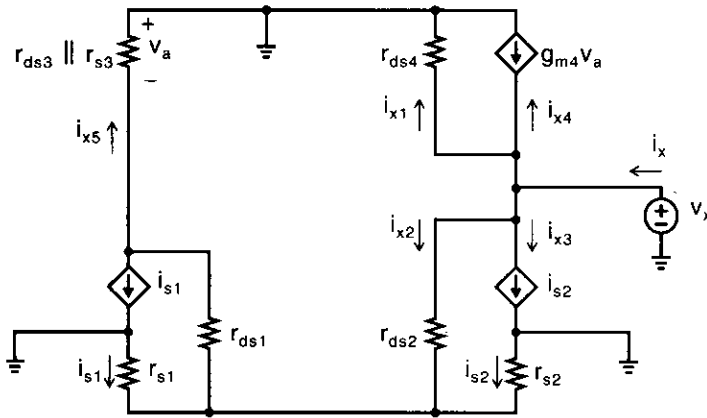 +
r_ds3 || r_s3
v_a
−
r_ds4
g_m4 v_a
i_x1
i_x4
i_x5
i_x
v_x
i_x2
i_x3
i_s1
i_s2
r_ds1
r_ds2
i_s1
r_s1
i_s2
r_s2